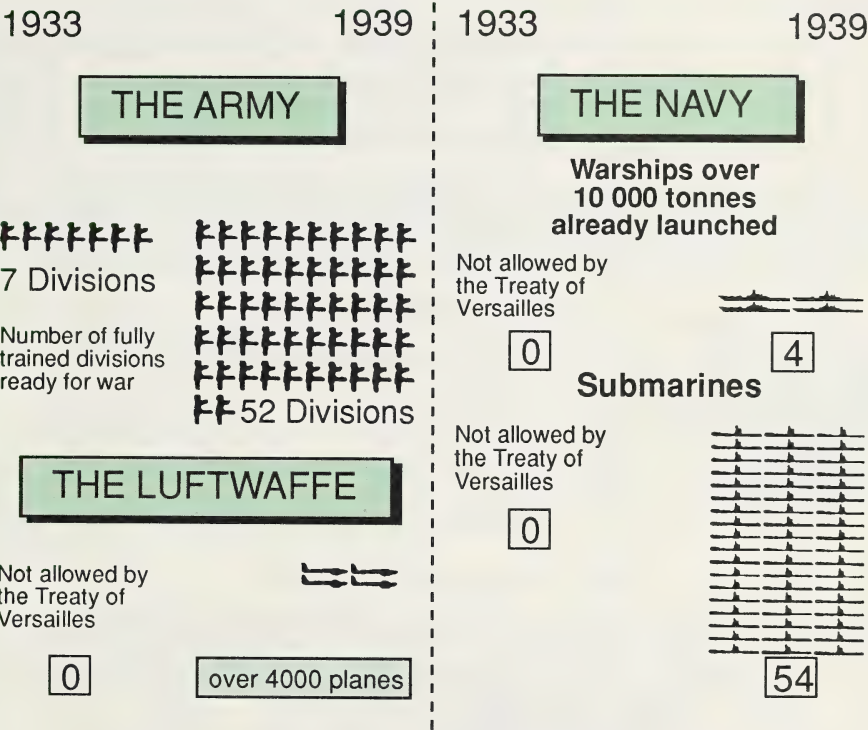 1933 1939
THE ARMY
7 Divisions
Number of fully
trained divisions
ready for war
52 Divisions
THE LUFTWAFFE
Not allowed by
the Treaty of
Versailles
0
over 4000 planes
1933 1939
THE NAVY
Warships over
10 000 tonnes
already launched
Not allowed by
the Treaty of
Versailles
0 4
Submarines
Not allowed by
the Treaty of
Versailles
0
54